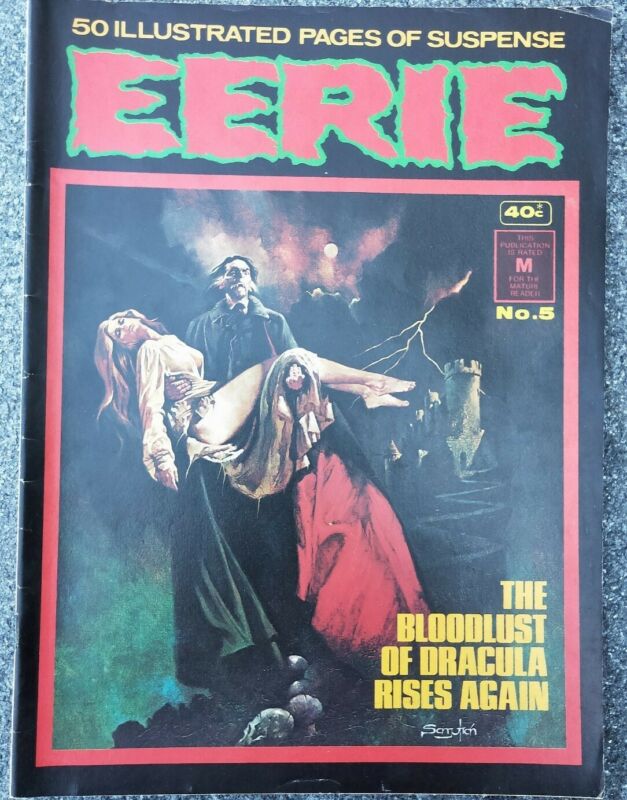 50 ILLUSTRATED PAGES OF SUSPENSE
EERIE
40c*
THIS
PUBLICATION
IS RATED
M
FOR THE
MATURE
READER
No.5
THE
BLOODLUST
OF DRACULA
RISES AGAIN
Sanjulián